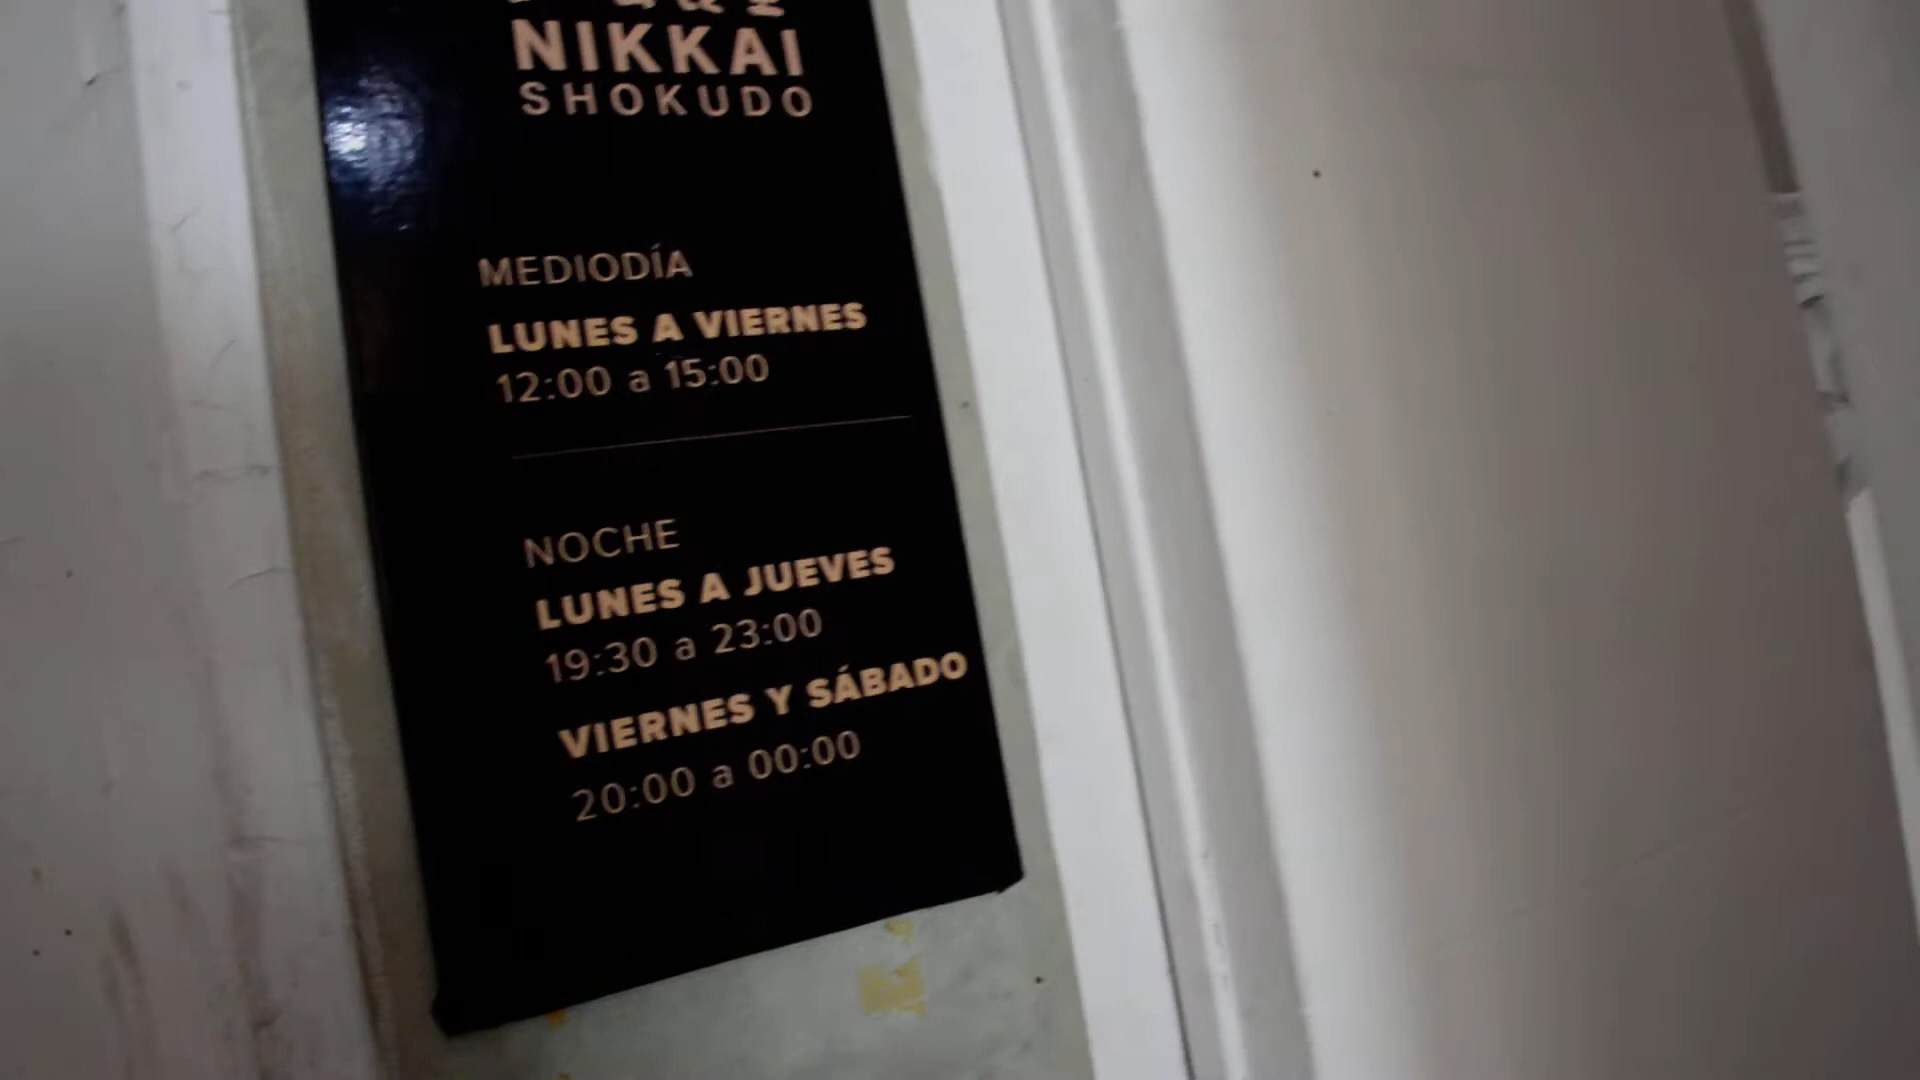 NIKKAI
SHOKUDO
MEDIODÍA
LUNES A VIERNES
12:00 a 15:00
NOCHE
LUNES A JUEVES
19:30 a 23:00
VIERNES Y SÁBADO
20:00 a 00:00